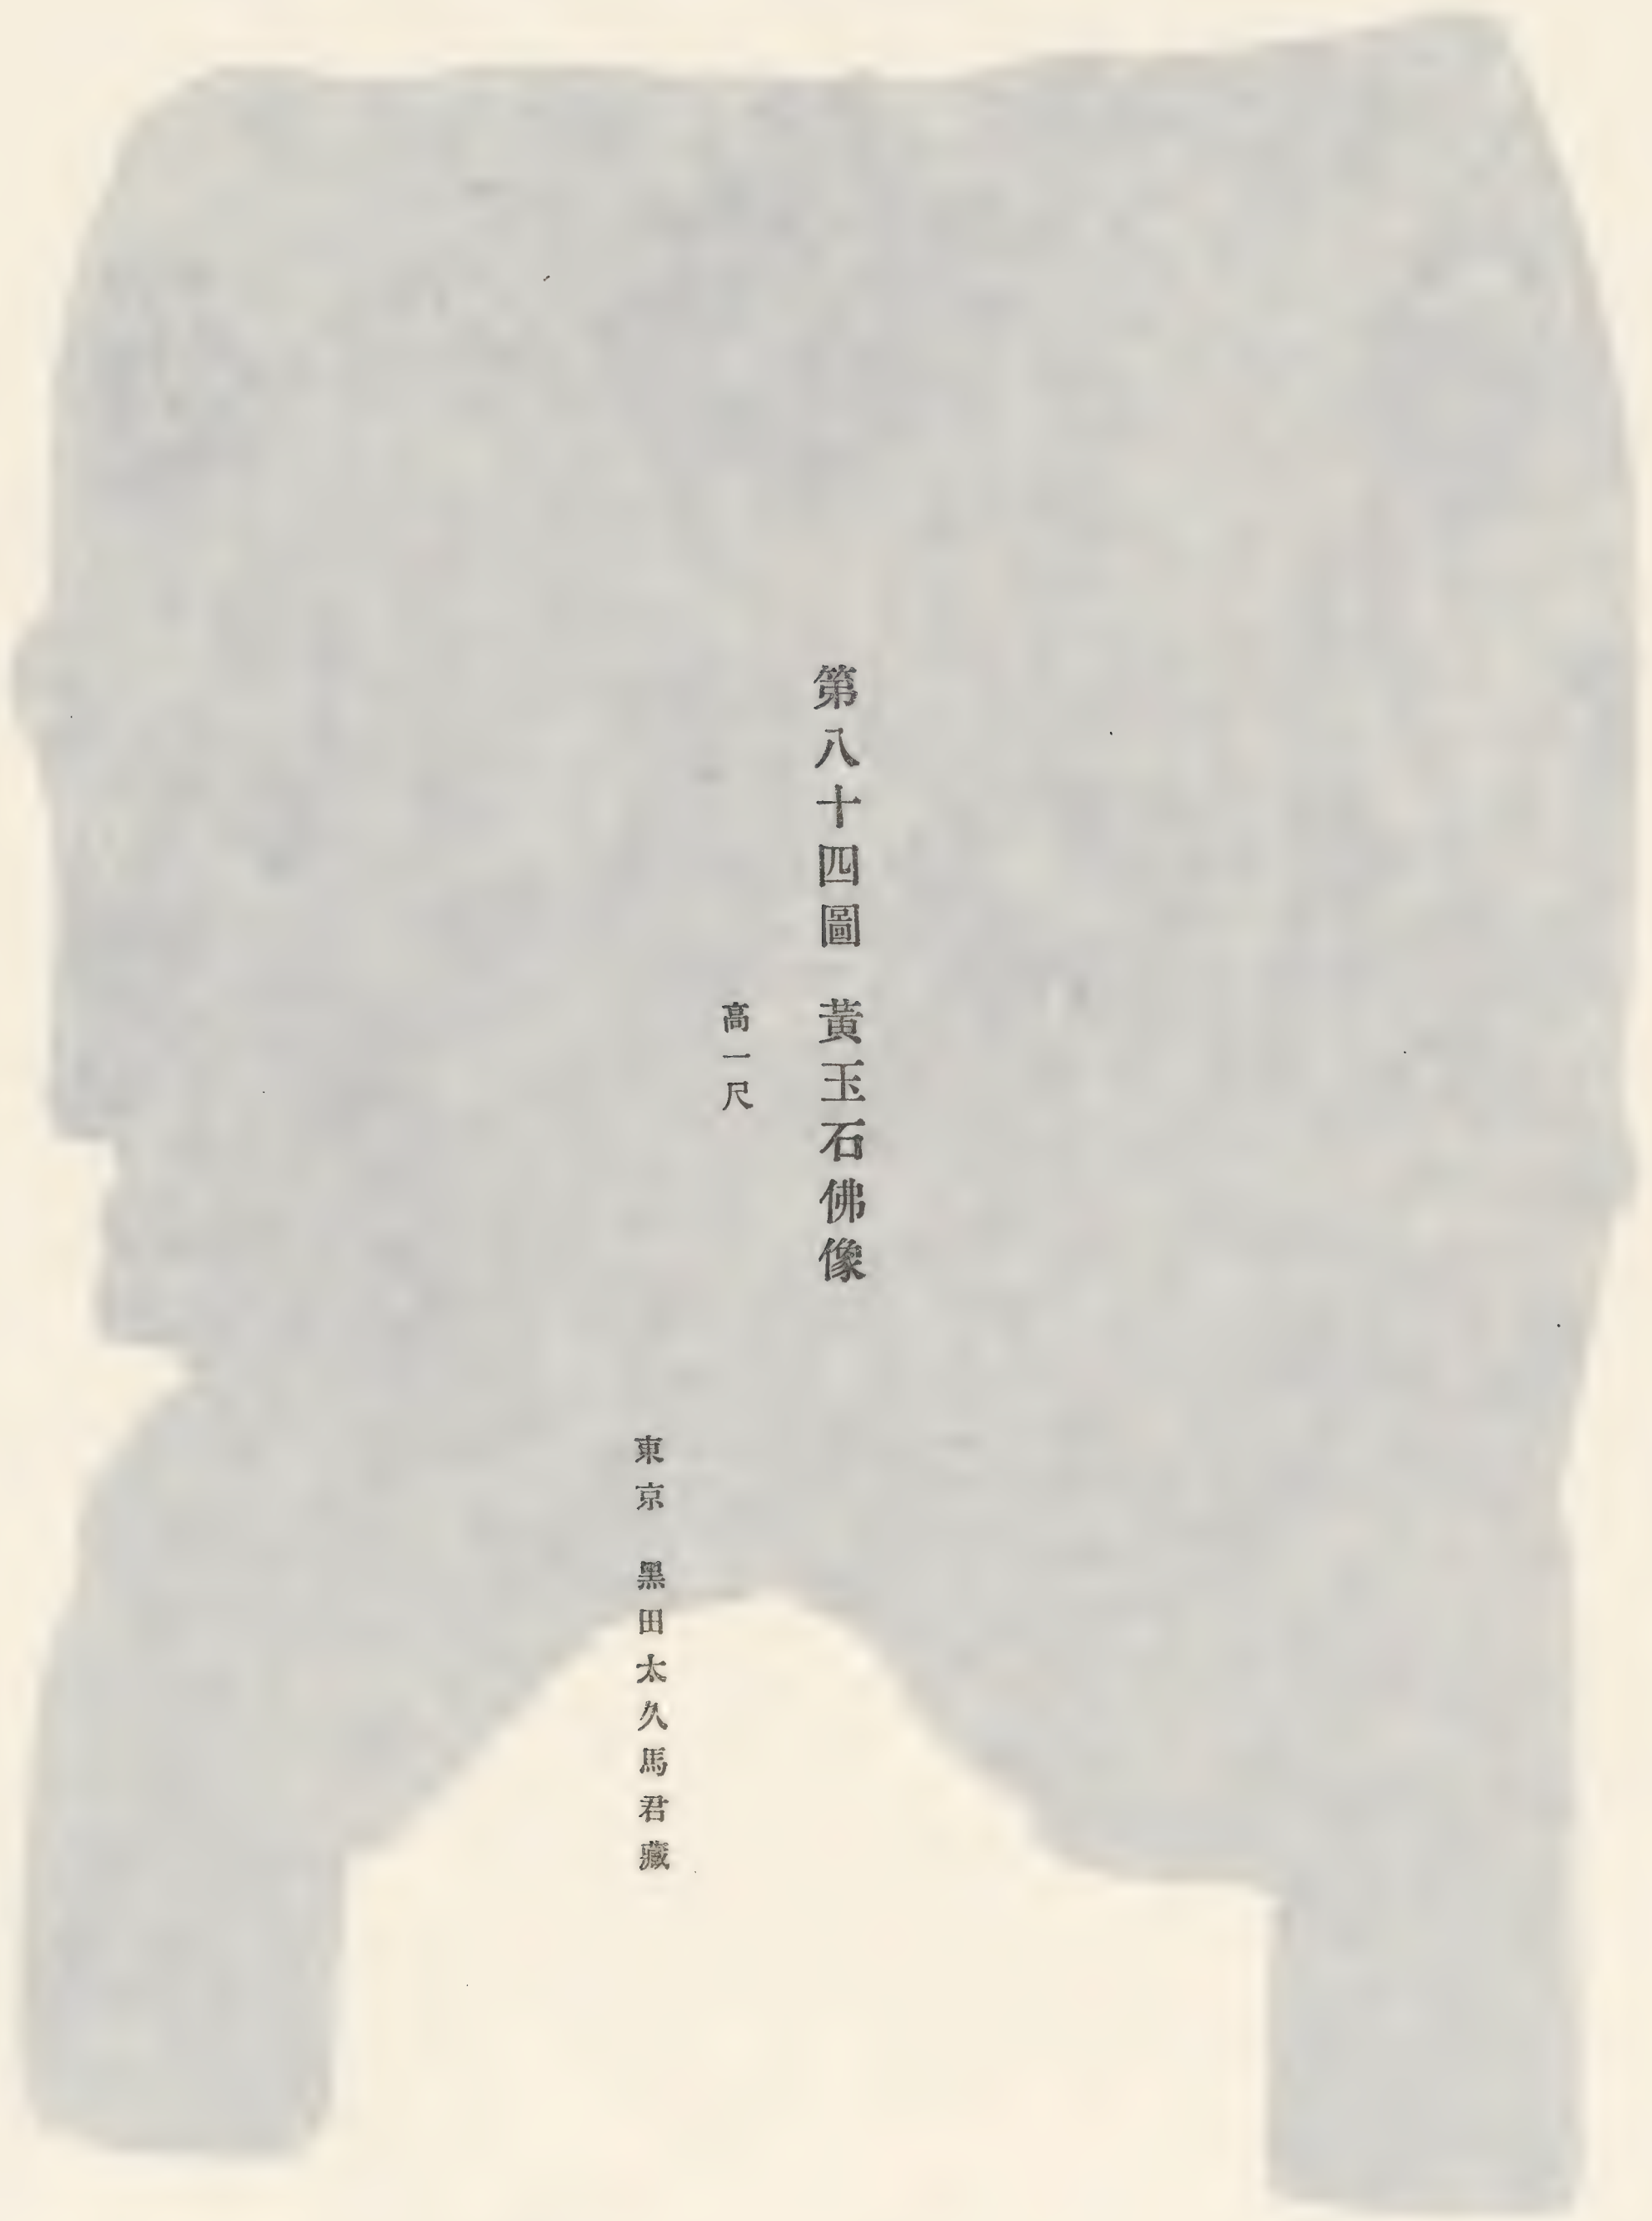 第八十四圖　黃玉石佛像
高一尺
東京　黑田太久馬君藏